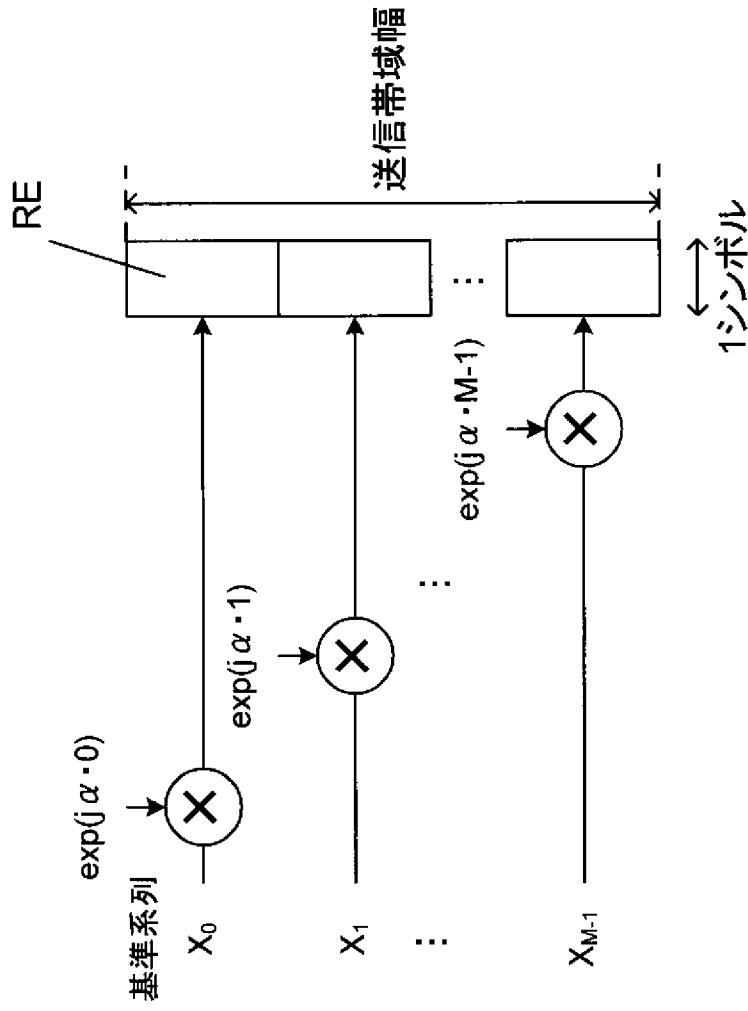 基準系列
X0
X1
⋮
XM-1
exp(jα・0)
exp(jα・1)
⋮
exp(jα・M-1)
RE
⋮
送信帯域幅
1シンボル